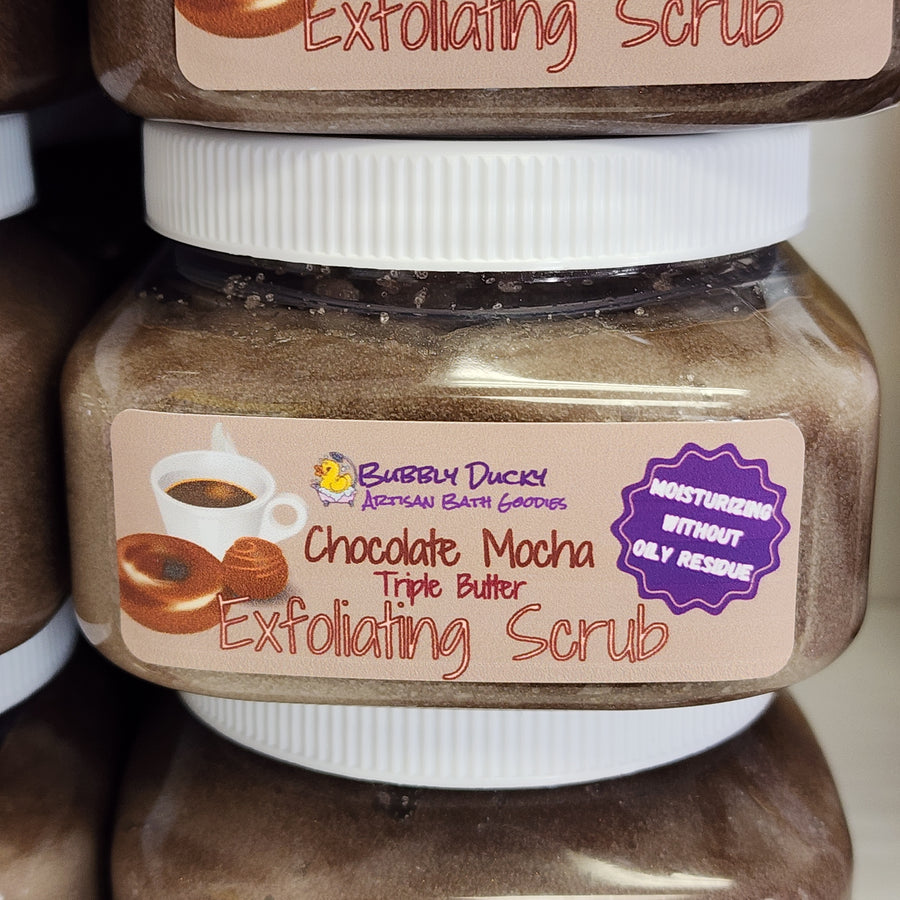 Exfoliating Scrub
BUBBLY DUCKY
ARTISAN BATH GOODIES
Chocolate Mocha
Triple Butter
Exfoliating Scrub
MOISTURIZING
WITHOUT
OILY RESIDUE